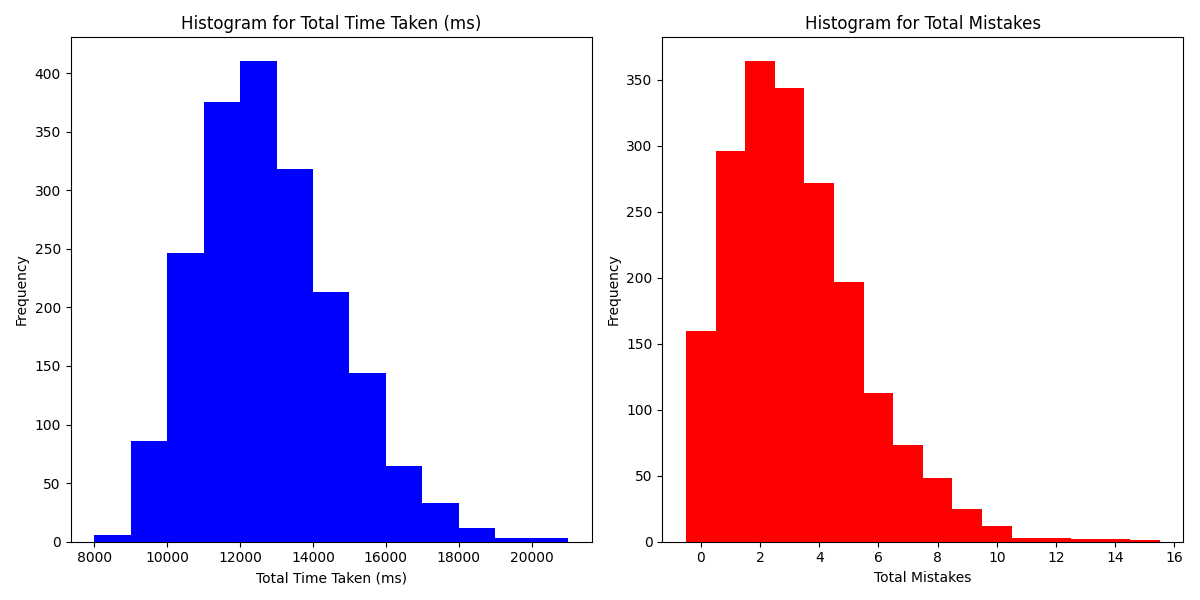 Histogram for Total Time Taken (ms)
400
350
300
250
200
150
100
50
0
Frequency
8000 10000 12000 14000 16000 18000 20000
Total Time Taken (ms)
Histogram for Total Mistakes
350
300
250
200
150
100
50
0
Frequency
0 2 4 6 8 10 12 14 16
Total Mistakes